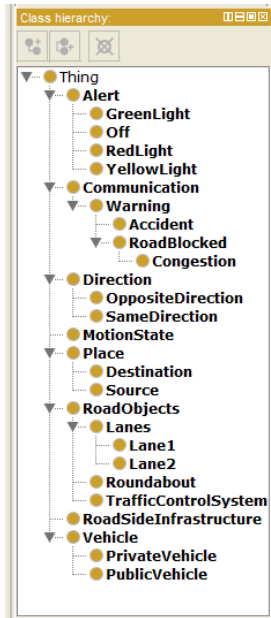 Class hierarchy:
Thing
Alert
GreenLight
Off
RedLight
YellowLight
Communication
Warning
Accident
RoadBlocked
Congestion
Direction
OppositeDirection
SameDirection
MotionState
Place
Destination
Source
RoadObjects
Lanes
Lane1
Lane2
Roundabout
TrafficControlSystem
RoadSideInfrastructure
Vehicle
PrivateVehicle
PublicVehicle